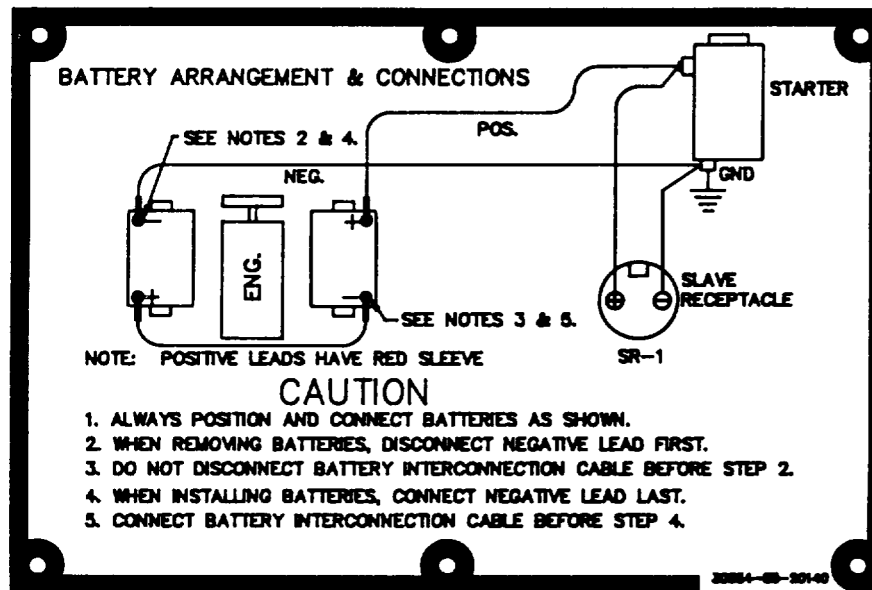 BATTERY ARRANGEMENT & CONNECTIONS
STARTER
POS.
SEE NOTES 2 & 4.
NEG.
GND
+
-
ENG.
SLAVE
RECEPTACLE
SEE NOTES 3 & 5.
SR-1
NOTE: POSITIVE LEADS HAVE RED SLEEVE
CAUTION
1. ALWAYS POSITION AND CONNECT BATTERIES AS SHOWN.
2. WHEN REMOVING BATTERIES, DISCONNECT NEGATIVE LEAD FIRST.
3. DO NOT DISCONNECT BATTERY INTERCONNECTION CABLE BEFORE STEP 2.
4. WHEN INSTALLING BATTERIES, CONNECT NEGATIVE LEAD LAST.
5. CONNECT BATTERY INTERCONNECTION CABLE BEFORE STEP 4.